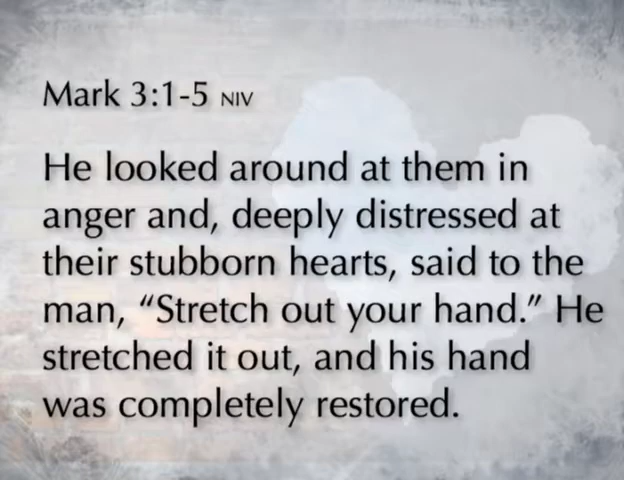 Mark 3:1-5 NIV
He looked around at them in
anger and, deeply distressed at
their stubborn hearts, said to the
man, “Stretch out your hand.” He
stretched it out, and his hand
was completely restored.